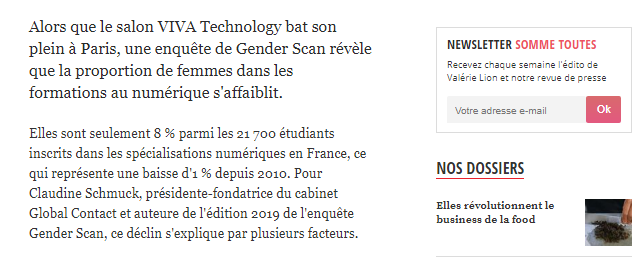 Alors que le salon VIVA Technology bat son
plein à Paris, une enquête de Gender Scan révèle
que la proportion de femmes dans les
formations au numérique s'affaiblit.
Elles sont seulement 8 % parmi les 21 700 étudiants
inscrits dans les spécialisations numériques en France, ce
qui représente une baisse d'1 % depuis 2010. Pour
Claudine Schmuck, présidente-fondatrice du cabinet
Global Contact et auteure de l'édition 2019 de l'enquête
Gender Scan, ce déclin s'explique par plusieurs facteurs.
NEWSLETTER SOMME TOUTES
Recevez chaque semaine l'édito de
Valérie Lion et notre revue de presse
Votre adresse e-mail
Ok
NOS DOSSIERS
Elles révolutionnent le
business de la food